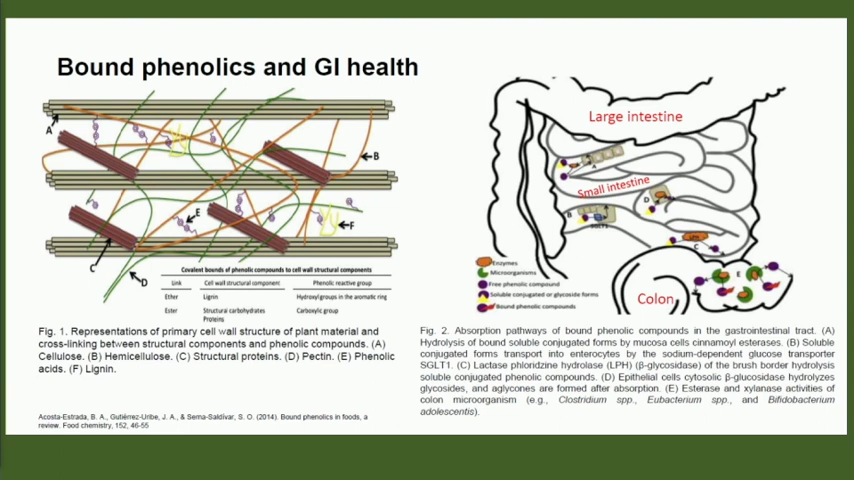 Bound phenolics and GI health
A
B
E
F
C
D
Covalent bounds of phenolic compounds to cell wall structural components
Link Cell wall structural component Phenolic reactive group
Ether Lignin Hydroxyl groups in the aromatic ring
Ester Structural carbohydrates Carboxylic group
Proteins
Fig. 1. Representations of primary cell wall structure of plant material and
cross-linking between structural components and phenolic compounds. (A)
Cellulose. (B) Hemicellulose. (C) Structural proteins. (D) Pectin. (E) Phenolic
acids. (F) Lignin.
Acosta-Estrada, B. A., Gutiérrez-Uribe, J. A., & Serna-Saldívar, S. O. (2014). Bound phenolics in foods, a
review. Food chemistry, 152, 46-55
Large intestine
A
Small intestine
D
B
SGLT1
LPH
C
E
Colon
Enzymes
Microorganisms
Free phenolic compound
Soluble conjugated or glycoside forms
Bound phenolic compounds
Fig. 2. Absorption pathways of bound phenolic compounds in the gastrointestinal tract. (A)
Hydrolysis of bound soluble conjugated forms by mucosa cells cinnamoyl esterases. (B) Soluble
conjugated forms transport into enterocytes by the sodium-dependent glucose transporter
SGLT1. (C) Lactase phloridzine hydrolase (LPH) (β-glycosidase) of the brush border hydrolysis
soluble conjugated phenolic compounds. (D) Epithelial cells cytosolic β-glucosidase hydrolyzes
glycosides, and aglycones are formed after absorption. (E) Esterase and xylanase activities of
colon microorganism (e.g., Clostridium spp., Eubacterium spp., and Bifidobacterium
adolescentis).